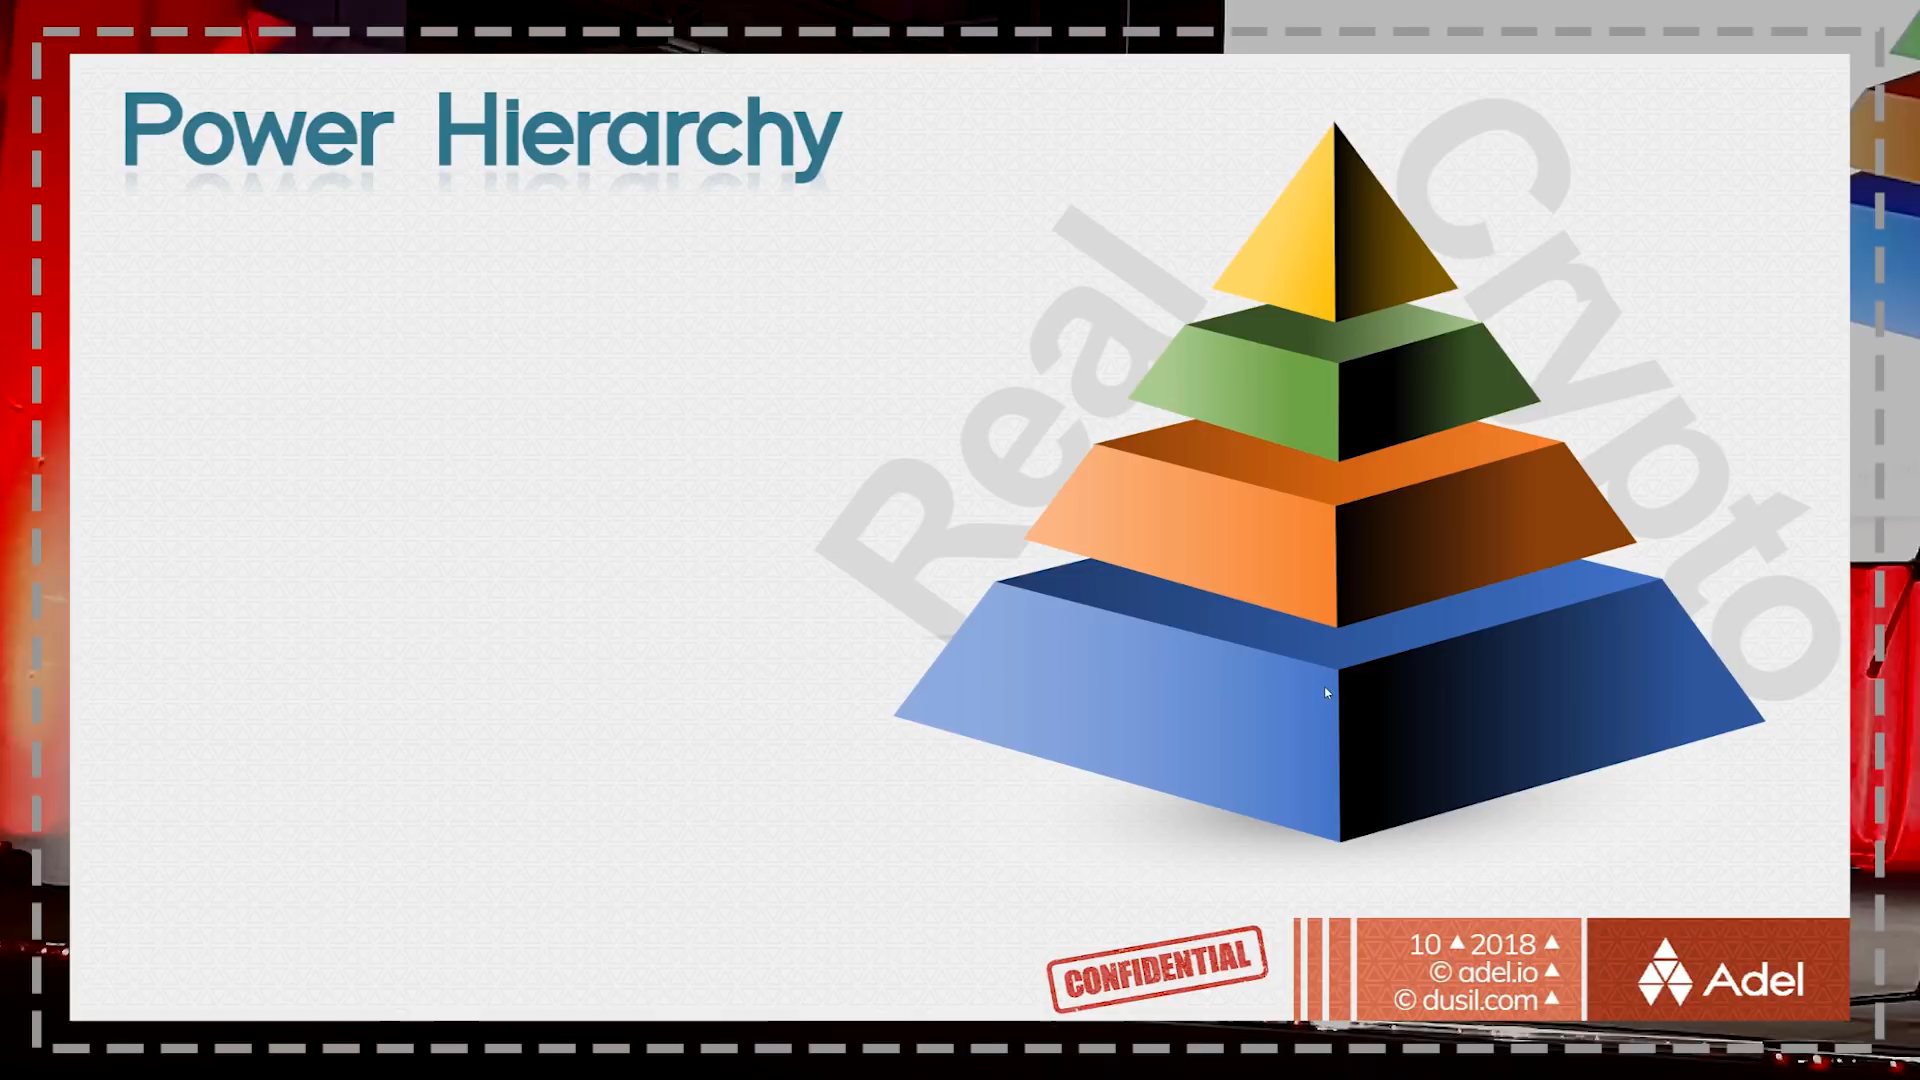 Power Hierarchy
Real Crypto
CONFIDENTIAL
10 ▲ 2018 ▲
© adel.io ▲
© dusil.com ▲
Adel